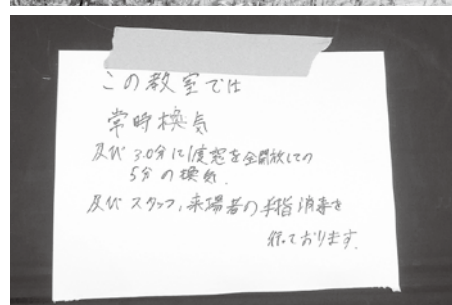 この教室では
常時換気
及び 30分に1度窓を全開放しての
5分の換気、
及び スタッフ、来場者の手指消毒を
行っております。